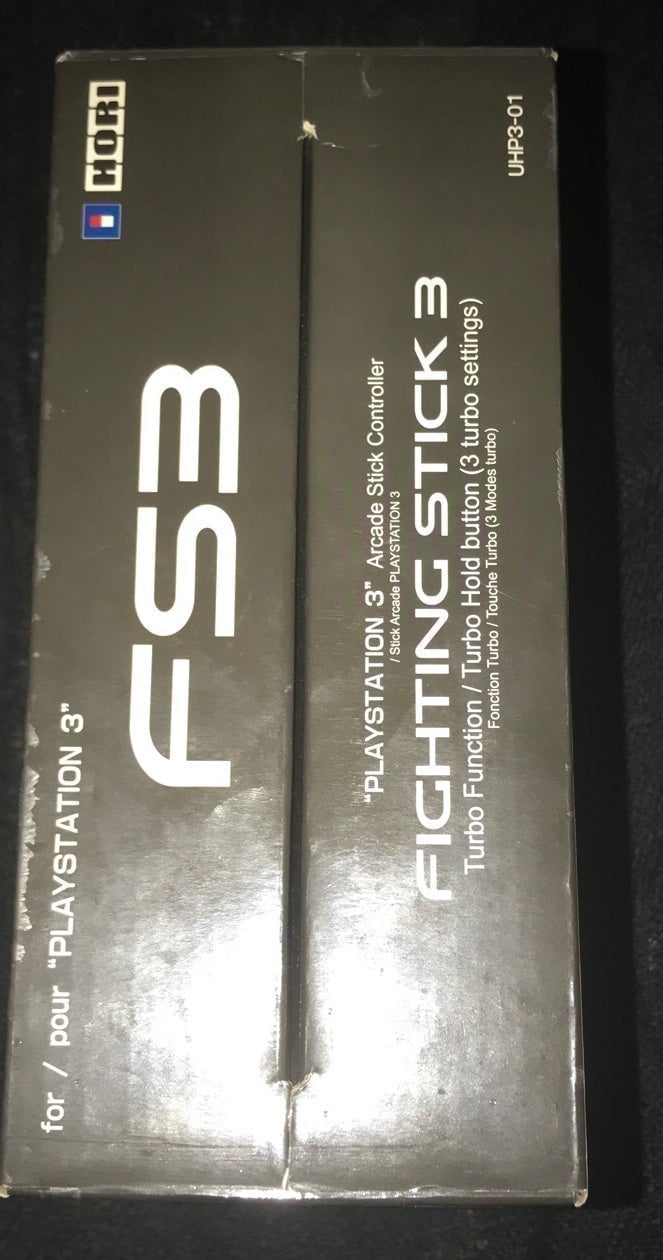 for / pour “PLAYSTATION 3”
HORI
FS3
UHP3-01
“PLAYSTATION 3” Arcade Stick Controller
/ Stick Arcade PLAYSTATION 3
FIGHTING STICK 3
Turbo Function / Turbo Hold button (3 turbo settings)
Fonction Turbo / Touche Turbo (3 Modes turbo)